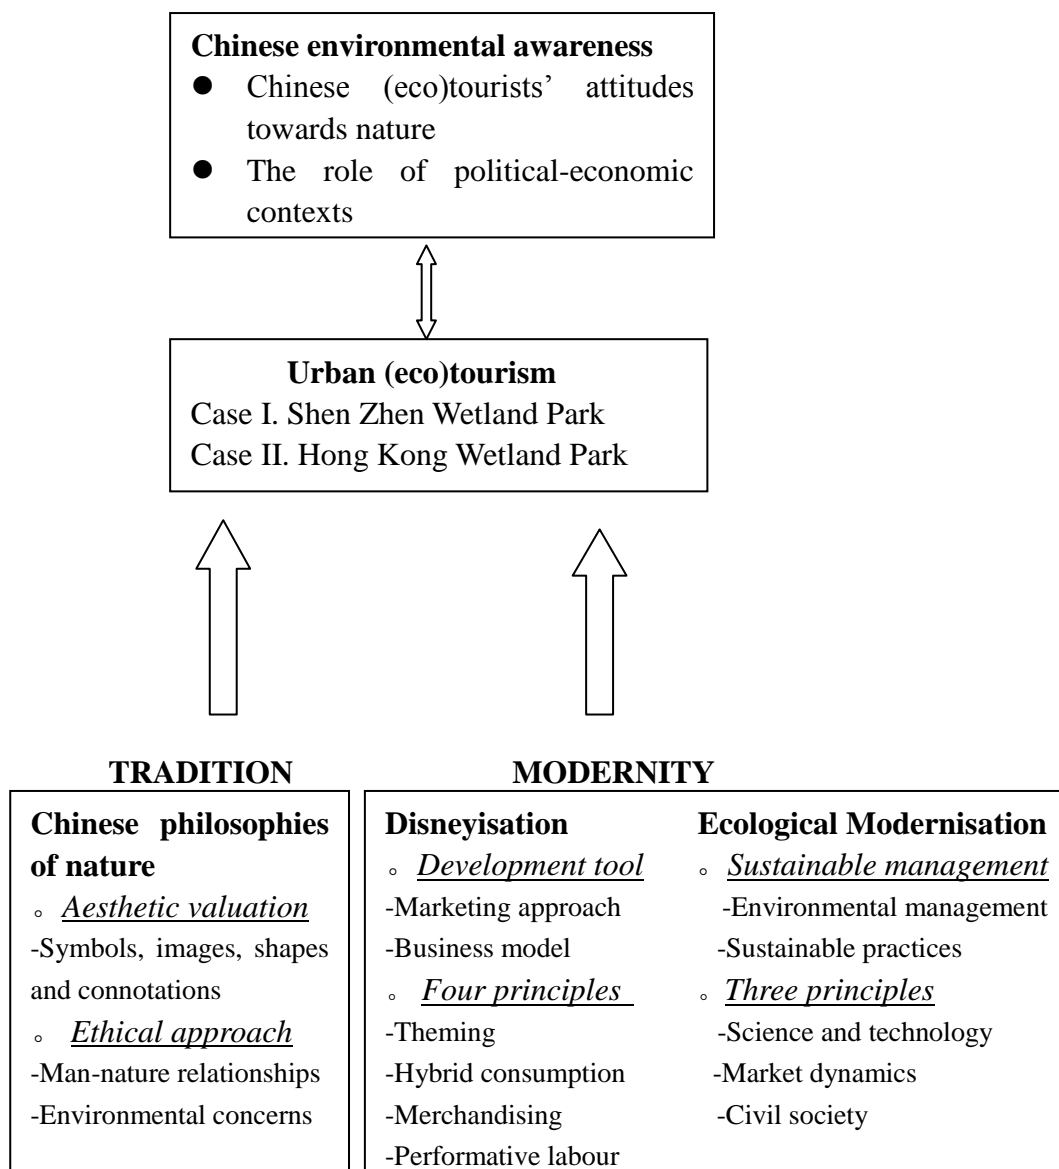 Chinese environmental awareness
● Chinese (eco)tourists’ attitudes
towards nature
● The role of political-economic
contexts
Urban (eco)tourism
Case I. Shen Zhen Wetland Park
Case II. Hong Kong Wetland Park
TRADITION
Chinese philosophies
of nature
○ Aesthetic valuation
-Symbols, images, shapes
and connotations
○ Ethical approach
-Man-nature relationships
-Environmental concerns
MODERNITY
Disneyisation
○ Development tool
-Marketing approach
-Business model
○ Four principles
-Theming
-Hybrid consumption
-Merchandising
-Performative labour
Ecological Modernisation
○ Sustainable management
-Environmental management
-Sustainable practices
○ Three principles
-Science and technology
-Market dynamics
-Civil society